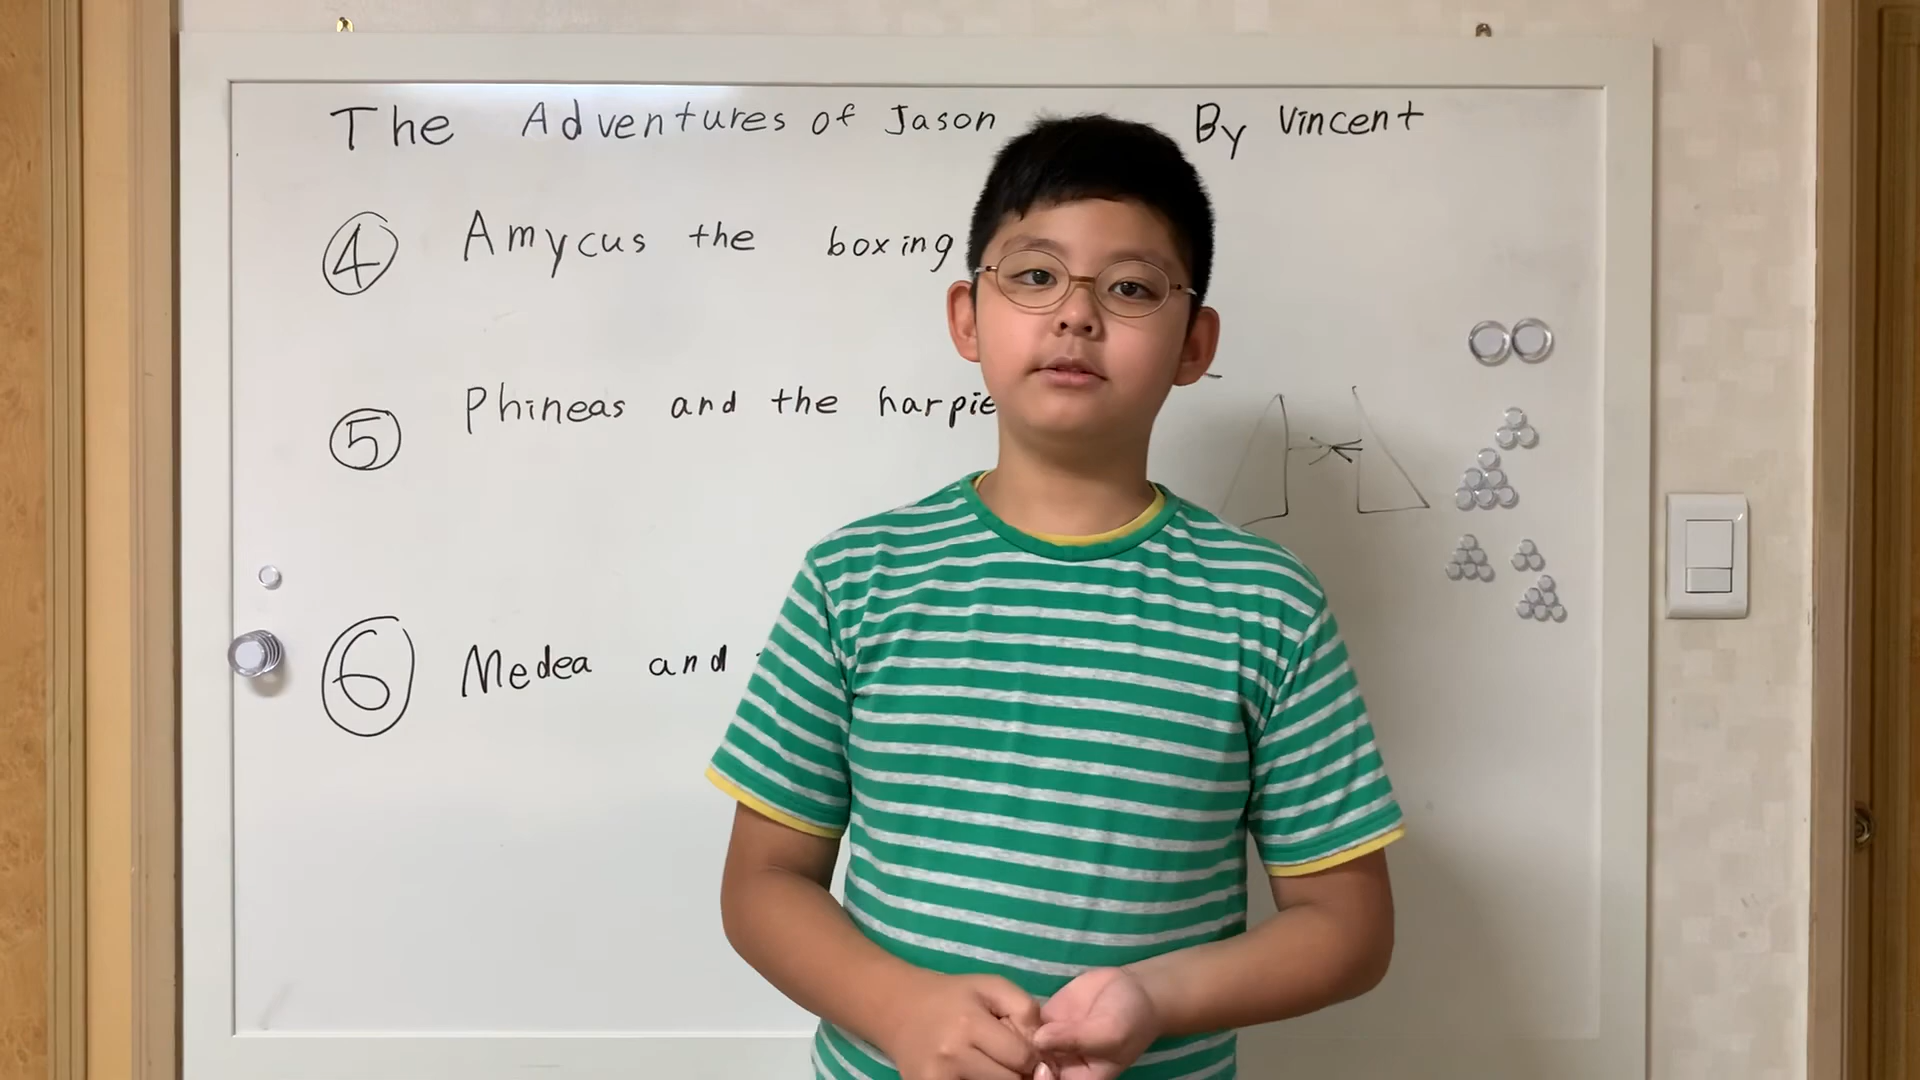 The Adventures of Jason By Vincent
④ Amycus the boxing
⑤ Phineas and the harpie
⑥ Medea and